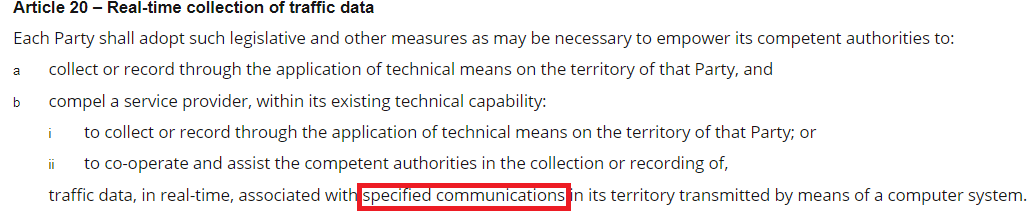 Article 20 – Real-time collection of traffic data
Each Party shall adopt such legislative and other measures as may be necessary to empower its competent authorities to:
a collect or record through the application of technical means on the territory of that Party, and
b compel a service provider, within its existing technical capability:
i to collect or record through the application of technical means on the territory of that Party; or
ii to co-operate and assist the competent authorities in the collection or recording of,
traffic data, in real-time, associated with specified communications in its territory transmitted by means of a computer system.